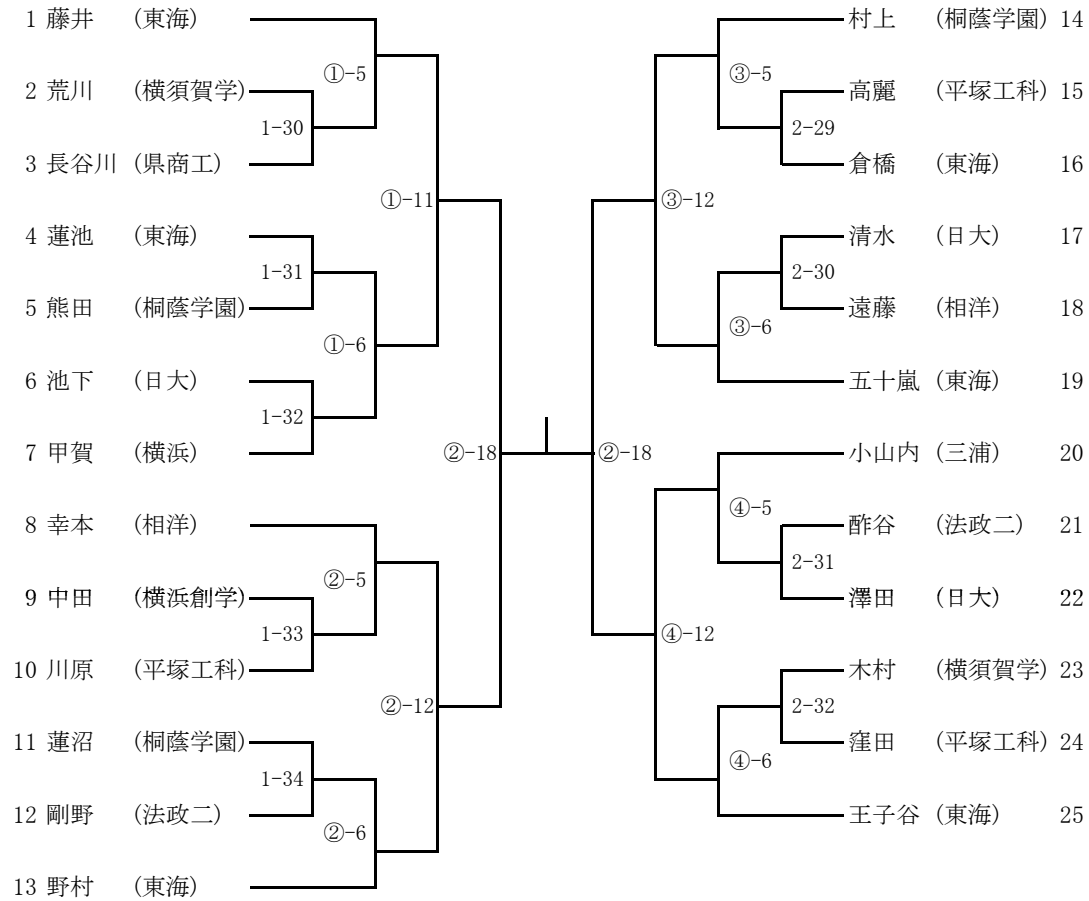 1 藤井 (東海)
①-5
2 荒川 (横須賀学)
1-30
3 長谷川 (県商工)
①-11
4 蓮池 (東海)
1-31
5 熊田 (桐蔭学園)
①-6
6 池下 (日大)
1-32
7 甲賀 (横浜)
②-18
8 幸本 (相洋)
②-5
9 中田 (横浜創学)
1-33
10 川原 (平塚工科)
②-12
11 蓮沼 (桐蔭学園)
1-34
12 剛野 (法政二)
②-6
13 野村 (東海)
村上 (桐蔭学園) 14
③-5
高麗 (平塚工科) 15
2-29
倉橋 (東海) 16
③-12
清水 (日大) 17
2-30
遠藤 (相洋) 18
③-6
五十嵐 (東海) 19
②-18
小山内 (三浦) 20
④-5
酢谷 (法政二) 21
2-31
澤田 (日大) 22
④-12
木村 (横須賀学) 23
2-32
窪田 (平塚工科) 24
④-6
王子谷 (東海) 25